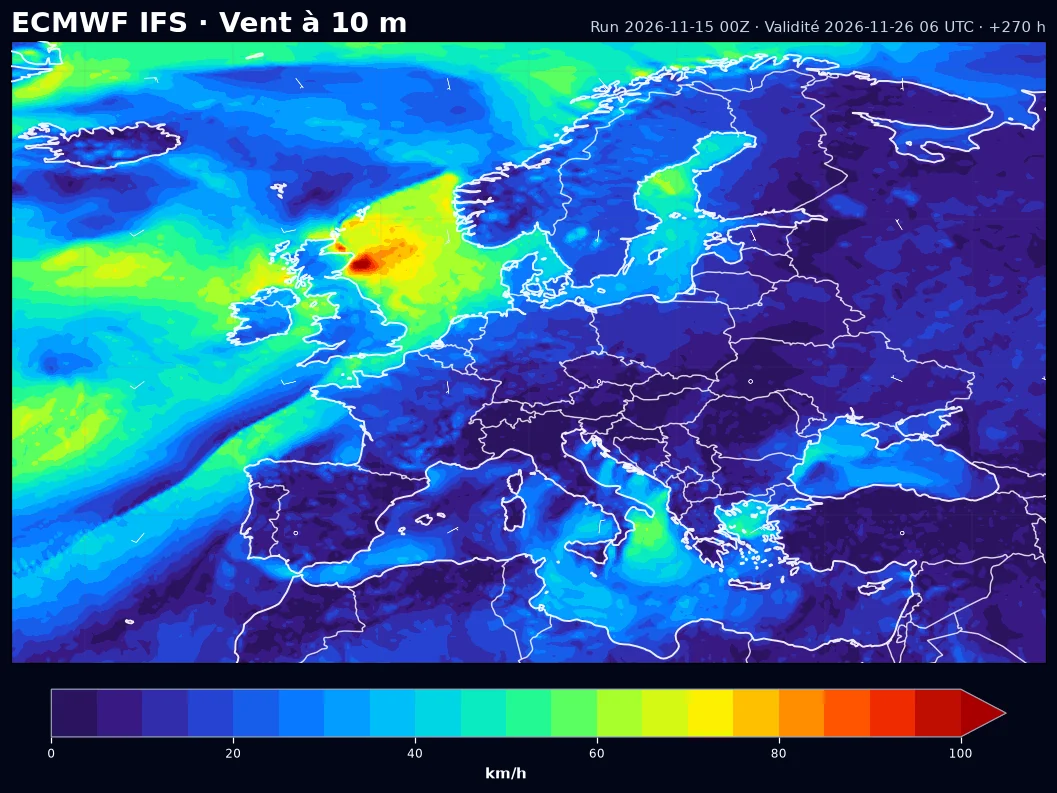 ECMWF IFS · Vent à 10 m
Run 2026-11-15 00Z · Validité 2026-11-26 06 UTC · +270 h
0 20 40 60 80 100
km/h